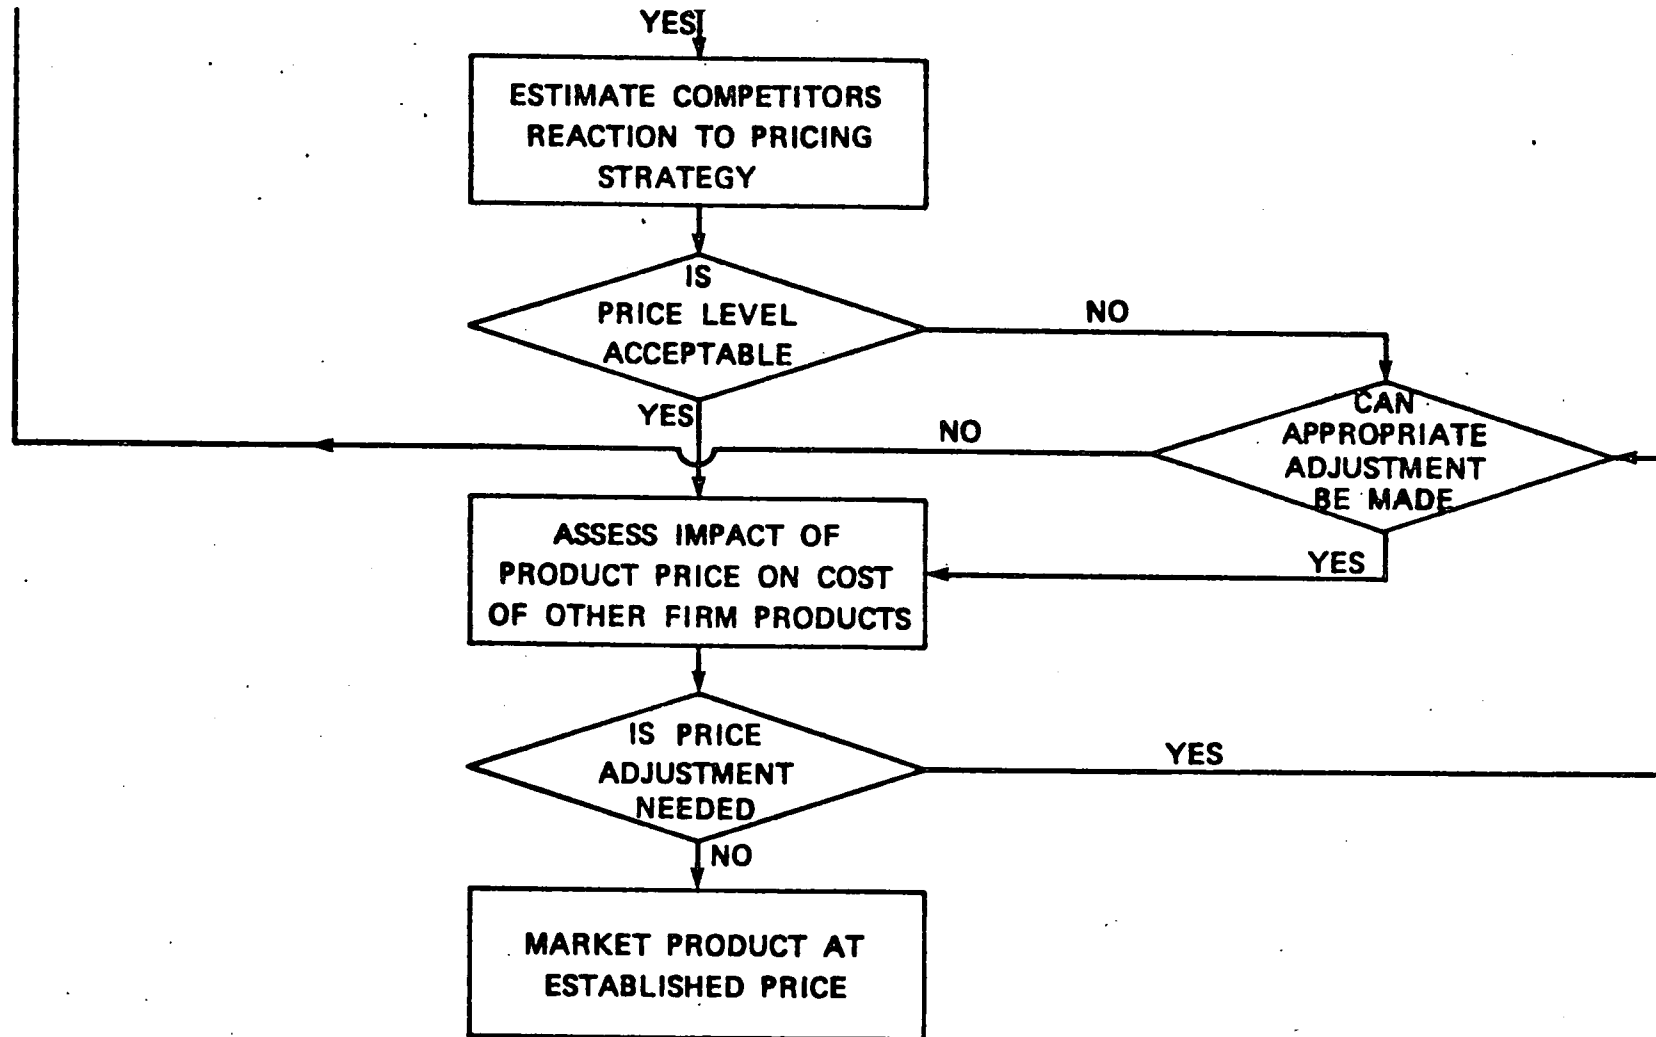 YES
ESTIMATE COMPETITORS
REACTION TO PRICING
STRATEGY
IS
PRICE LEVEL
ACCEPTABLE
NO
YES
NO
CAN
APPROPRIATE
ADJUSTMENT
BE MADE
ASSESS IMPACT OF
PRODUCT PRICE ON COST
OF OTHER FIRM PRODUCTS
YES
IS PRICE
ADJUSTMENT
NEEDED
YES
NO
MARKET PRODUCT AT
ESTABLISHED PRICE